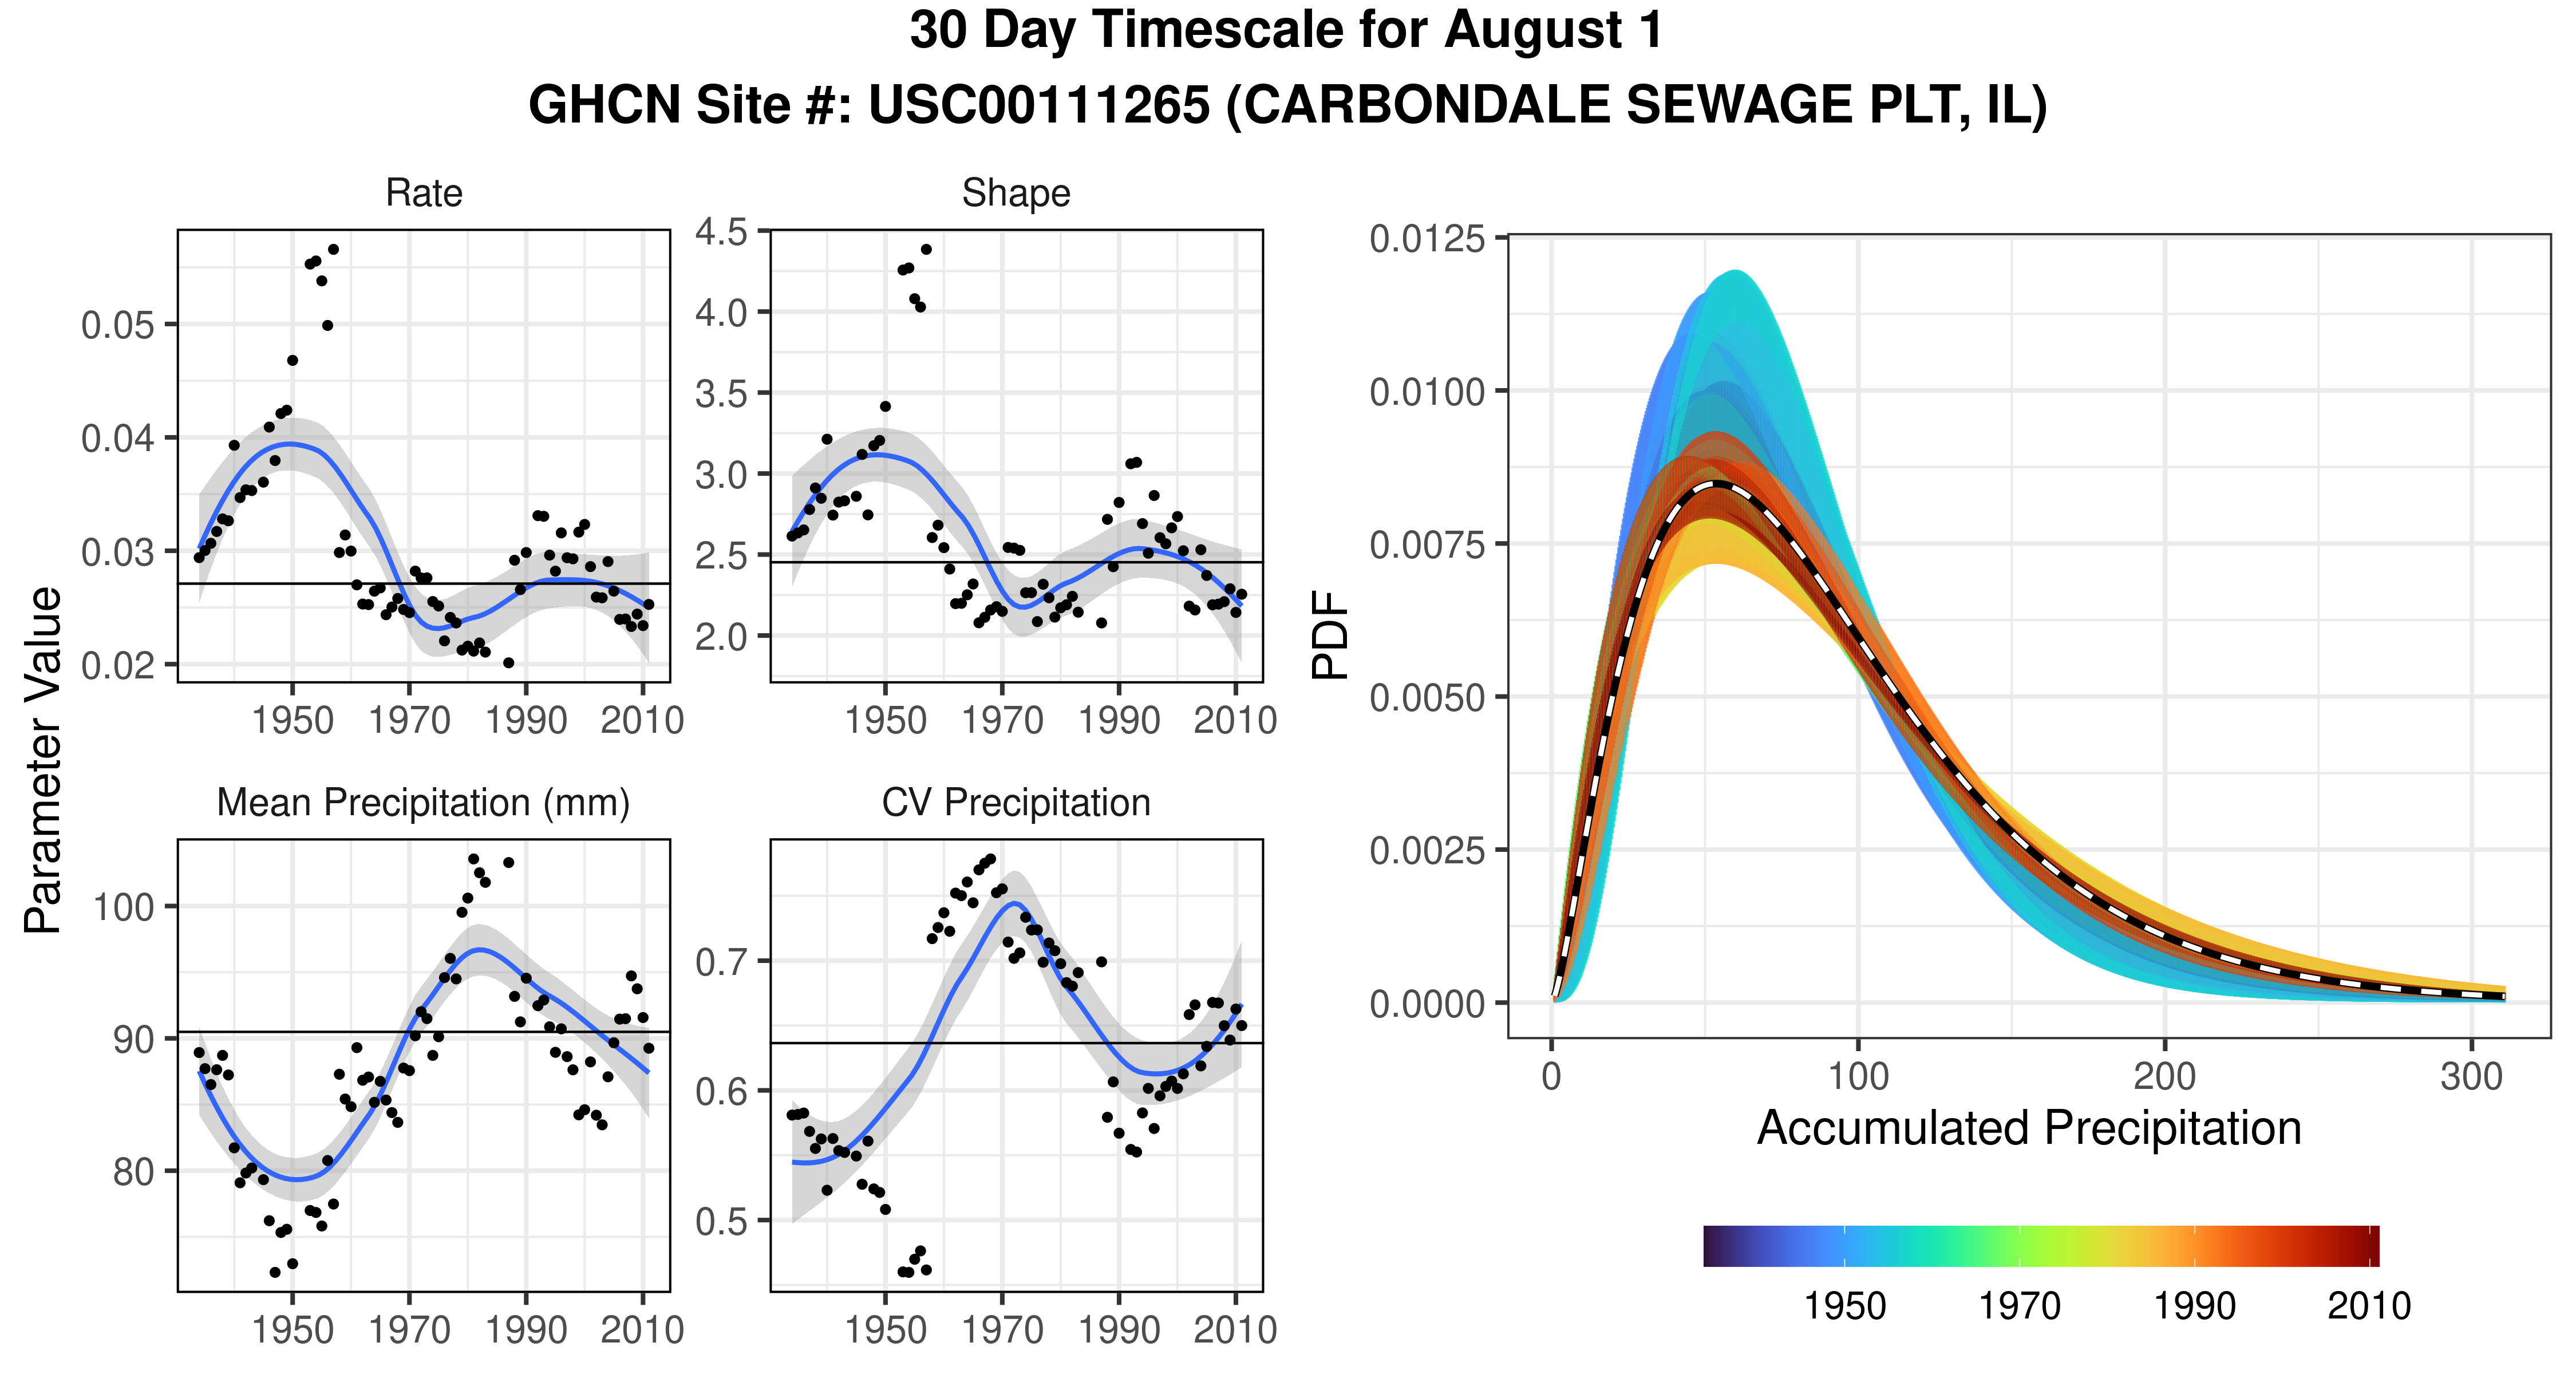 30 Day Timescale for August 1
GHCN Site #: USC00111265 (CARBONDALE SEWAGE PLT, IL)
Parameter Value
Rate
0.05
0.04
0.03
0.02
1950 1970 1990 2010
Shape
4.5
4.0
3.5
3.0
2.5
2.0
1950 1970 1990 2010
Mean Precipitation (mm)
100
90
80
1950 1970 1990 2010
CV Precipitation
0.7
0.6
0.5
1950 1970 1990 2010
PDF
0.0125
0.0100
0.0075
0.0050
0.0025
0.0000
0 100 200 300
Accumulated Precipitation
1950 1970 1990 2010